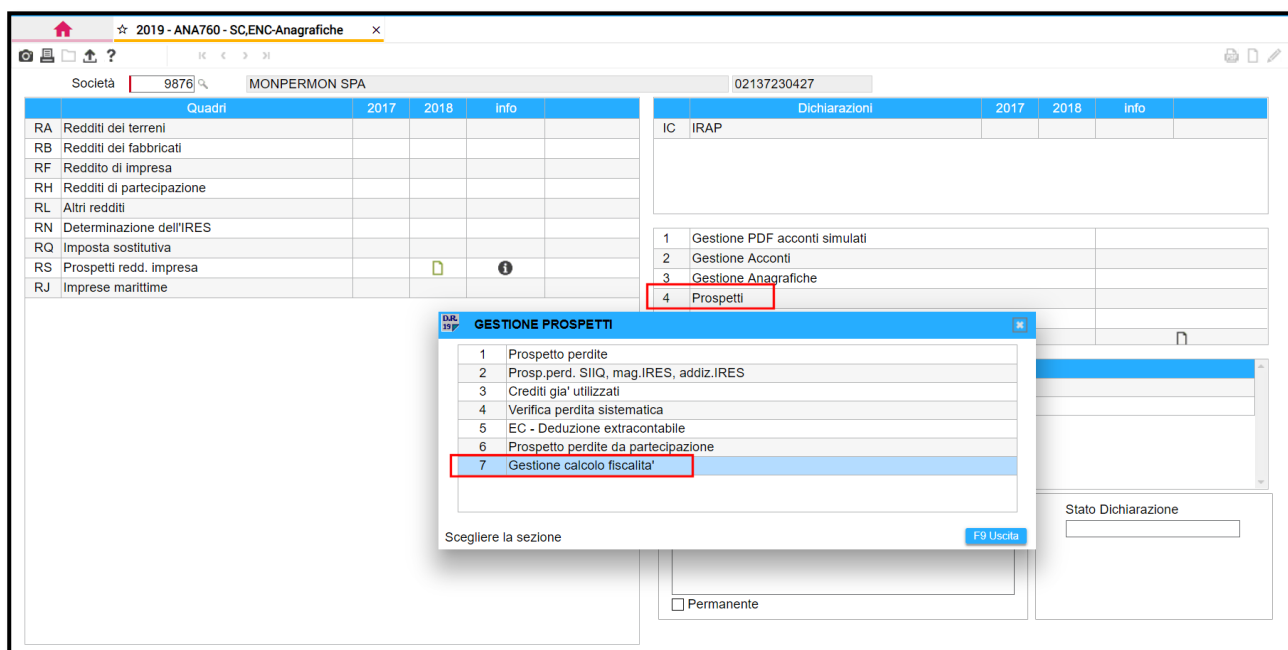 ☆ 2019 - ANA760 - SC,ENC-Anagrafiche ×
?
Società 9876 MONPERMON SPA 02137230427
Quadri 2017 2018 info
RA Redditi dei terreni
RB Redditi dei fabbricati
RF Reddito di impresa
RH Redditi di partecipazione
RL Altri redditi
RN Determinazione dell'IRES
RQ Imposta sostitutiva
RS Prospetti redd. impresa
RJ Imprese marittime
Dichiarazioni 2017 2018 info
IC IRAP
1 Gestione PDF acconti simulati
2 Gestione Acconti
3 Gestione Anagrafiche
4 Prospetti
D.R. 19 GESTIONE PROSPETTI
1 Prospetto perdite
2 Prosp.perd. SIIQ, mag.IRES, addiz.IRES
3 Crediti gia' utilizzati
4 Verifica perdita sistematica
5 EC - Deduzione extracontabile
6 Prospetto perdite da partecipazione
7 Gestione calcolo fiscalita'
Scegliere la sezione F9 Uscita
Stato Dichiarazione
Permanente